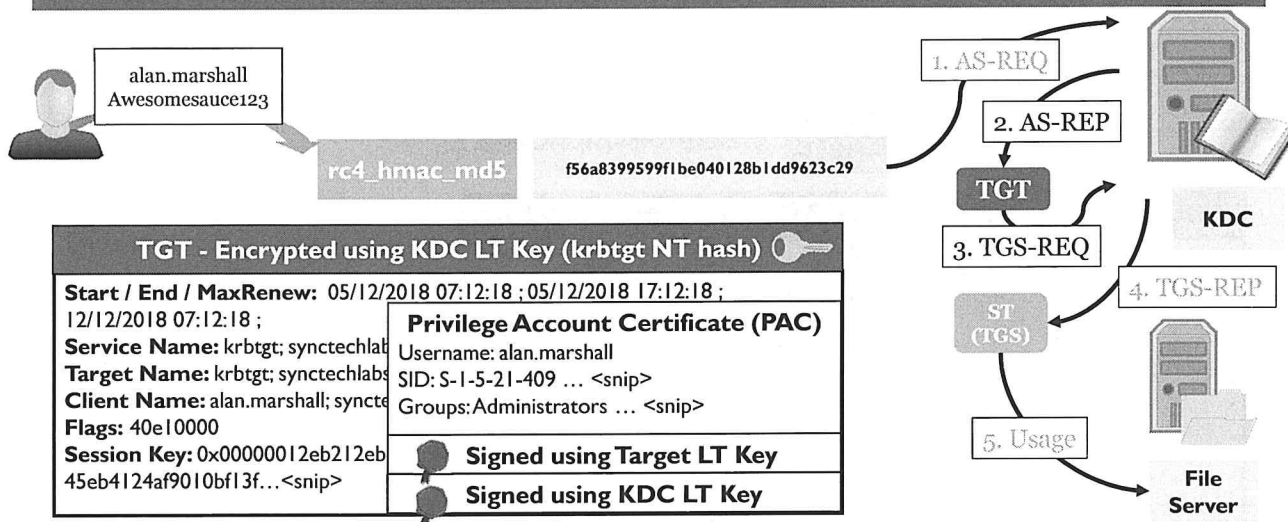 alan.marshall
Awesomesauce123
rc4_hmac_md5
f56a8399599f1be040128b1dd9623c29
1. AS-REQ
2. AS-REP
TGT
3. TGS-REQ
KDC
4. TGS-REP
ST
(TGS)
5. Usage
File
Server
TGT - Encrypted using KDC LT Key (krbtgt NT hash)
Start / End / MaxRenew: 05/12/2018 07:12:18 ; 05/12/2018 17:12:18 ;
12/12/2018 07:12:18 ;
Service Name: krbtgt; synctechlab
Target Name: krbtgt; synctechlabs
Client Name: alan.marshall; syncte
Flags: 40e10000
Session Key: 0x00000012eb212eb
45eb4124af9010bf13f...<snip>
Privilege Account Certificate (PAC)
Username: alan.marshall
SID: S-1-5-21-409 ... <snip>
Groups: Administrators ... <snip>
Signed using Target LT Key
Signed using KDC LT Key